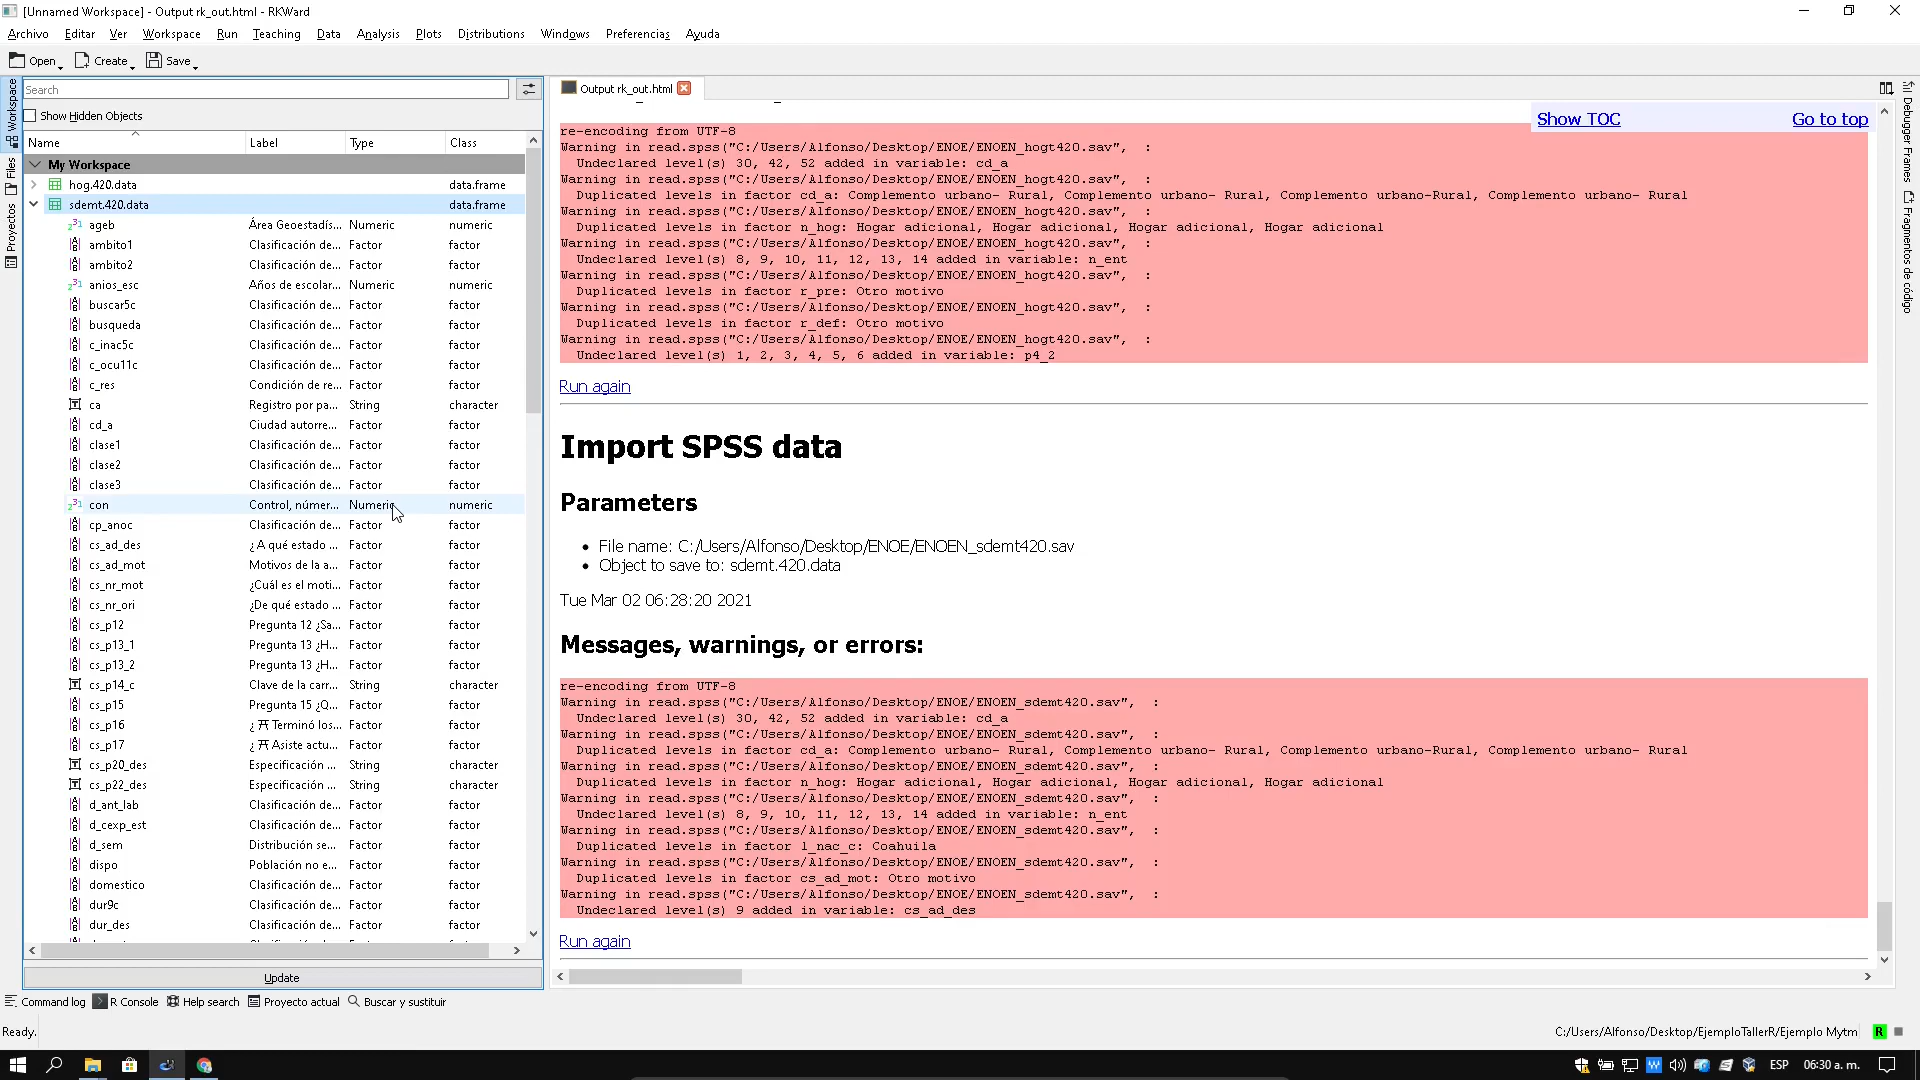 [Unnamed Workspace] - Output rk_out.html - RKWard
Archivo Editar Ver Workspace Run Teaching Data Analysis Plots Distributions Windows Preferencias Ayuda
Open Create Save
Search
Show Hidden Objects
Name Label Type Class
My Workspace
hog.420.data data.frame
sdemt.420.data data.frame
ageb Área Geoestadís... Numeric numeric
ambito1 Clasificación de... Factor factor
ambito2 Clasificación de... Factor factor
anios_esc Años de escolar... Numeric numeric
buscar5c Clasificación de... Factor factor
busqueda Clasificación de... Factor factor
c_inac5c Clasificación de... Factor factor
c_ocu11c Clasificación de... Factor factor
c_res Condición de re... Factor factor
ca Registro por pa... String character
cd_a Ciudad autorre... Factor factor
clase1 Clasificación de... Factor factor
clase2 Clasificación de... Factor factor
clase3 Clasificación de... Factor factor
con Control, númer... Numeric numeric
cp_anoc Clasificación de... Factor factor
cs_ad_des ¿ A qué estado ... Factor factor
cs_ad_mot Motivos de la a... Factor factor
cs_nr_mot ¿Cuál es el moti... Factor factor
cs_nr_ori ¿De qué estado ... Factor factor
cs_p12 Pregunta 12 ¿Sa... Factor factor
cs_p13_1 Pregunta 13 ¿H... Factor factor
cs_p13_2 Pregunta 13 ¿H... Factor factor
cs_p14_c Clave de la carr... String character
cs_p15 Pregunta 15 ¿Q... Factor factor
cs_p16 ¿ Terminó los... Factor factor
cs_p17 ¿ Asiste actu... Factor factor
cs_p20_des Especificación ... String character
cs_p22_des Especificación ... String character
d_ant_lab Clasificación de... Factor factor
d_cexp_est Clasificación de... Factor factor
d_sem Distribución se... Factor factor
dispo Población no e... Factor factor
domestico Clasificación de... Factor factor
dur9c Clasificación de... Factor factor
dur_des Clasificación de... Factor factor
Update
Workspace
Files
Proyectos
Output rk_out.html
Show TOC Go to top
re-encoding from UTF-8
Warning in read.spss("C:/Users/Alfonso/Desktop/ENOE/ENOEN_hogt420.sav", :
Undeclared level(s) 30, 42, 52 added in variable: cd_a
Warning in read.spss("C:/Users/Alfonso/Desktop/ENOE/ENOEN_hogt420.sav", :
Duplicated levels in factor cd_a: Complemento urbano- Rural, Complemento urbano- Rural, Complemento urbano-Rural, Complemento urbano- Rural
Warning in read.spss("C:/Users/Alfonso/Desktop/ENOE/ENOEN_hogt420.sav", :
Duplicated levels in factor n_hog: Hogar adicional, Hogar adicional, Hogar adicional, Hogar adicional
Warning in read.spss("C:/Users/Alfonso/Desktop/ENOE/ENOEN_hogt420.sav", :
Undeclared level(s) 8, 9, 10, 11, 12, 13, 14 added in variable: n_ent
Warning in read.spss("C:/Users/Alfonso/Desktop/ENOE/ENOEN_hogt420.sav", :
Duplicated levels in factor r_pre: Otro motivo
Warning in read.spss("C:/Users/Alfonso/Desktop/ENOE/ENOEN_hogt420.sav", :
Duplicated levels in factor r_def: Otro motivo
Warning in read.spss("C:/Users/Alfonso/Desktop/ENOE/ENOEN_hogt420.sav", :
Undeclared level(s) 1, 2, 3, 4, 5, 6 added in variable: p4_2
Run again
Import SPSS data
Parameters
• File name: C:/Users/Alfonso/Desktop/ENOE/ENOEN_sdemt420.sav
• Object to save to: sdemt.420.data
Tue Mar 02 06:28:20 2021
Messages, warnings, or errors:
re-encoding from UTF-8
Warning in read.spss("C:/Users/Alfonso/Desktop/ENOE/ENOEN_sdemt420.sav", :
Undeclared level(s) 30, 42, 52 added in variable: cd_a
Warning in read.spss("C:/Users/Alfonso/Desktop/ENOE/ENOEN_sdemt420.sav", :
Duplicated levels in factor cd_a: Complemento urbano- Rural, Complemento urbano- Rural, Complemento urbano-Rural, Complemento urbano- Rural
Warning in read.spss("C:/Users/Alfonso/Desktop/ENOE/ENOEN_sdemt420.sav", :
Duplicated levels in factor n_hog: Hogar adicional, Hogar adicional, Hogar adicional, Hogar adicional
Warning in read.spss("C:/Users/Alfonso/Desktop/ENOE/ENOEN_sdemt420.sav", :
Undeclared level(s) 8, 9, 10, 11, 12, 13, 14 added in variable: n_ent
Warning in read.spss("C:/Users/Alfonso/Desktop/ENOE/ENOEN_sdemt420.sav", :
Duplicated levels in factor l_nac_c: Coahuila
Warning in read.spss("C:/Users/Alfonso/Desktop/ENOE/ENOEN_sdemt420.sav", :
Duplicated levels in factor cs_ad_mot: Otro motivo
Warning in read.spss("C:/Users/Alfonso/Desktop/ENOE/ENOEN_sdemt420.sav", :
Undeclared level(s) 9 added in variable: cs_ad_des
Run again
Debugger Frames
Fragmentos de código
Command log R Console Help search Proyecto actual Buscar y sustituir
Ready. C:/Users/Alfonso/Desktop/EjemploTallerR/Ejemplo Mytm R
ESP 06:30 a. m.